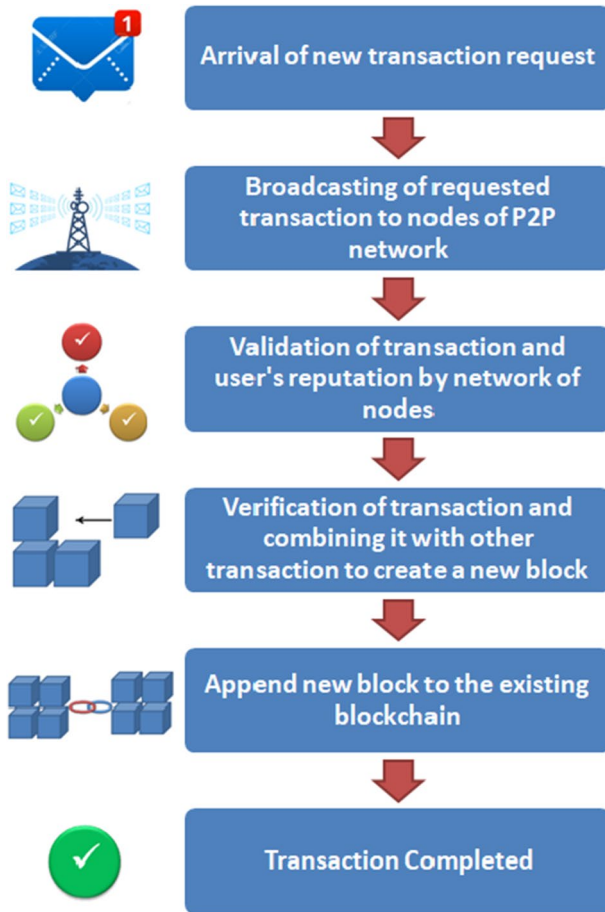 1
Arrival of new transaction request
Broadcasting of requested
transaction to nodes of P2P
network
Validation of transaction and
user's reputation by network of
nodes
Verification of transaction and
combining it with other
transaction to create a new block
Append new block to the existing
blockchain
Transaction Completed